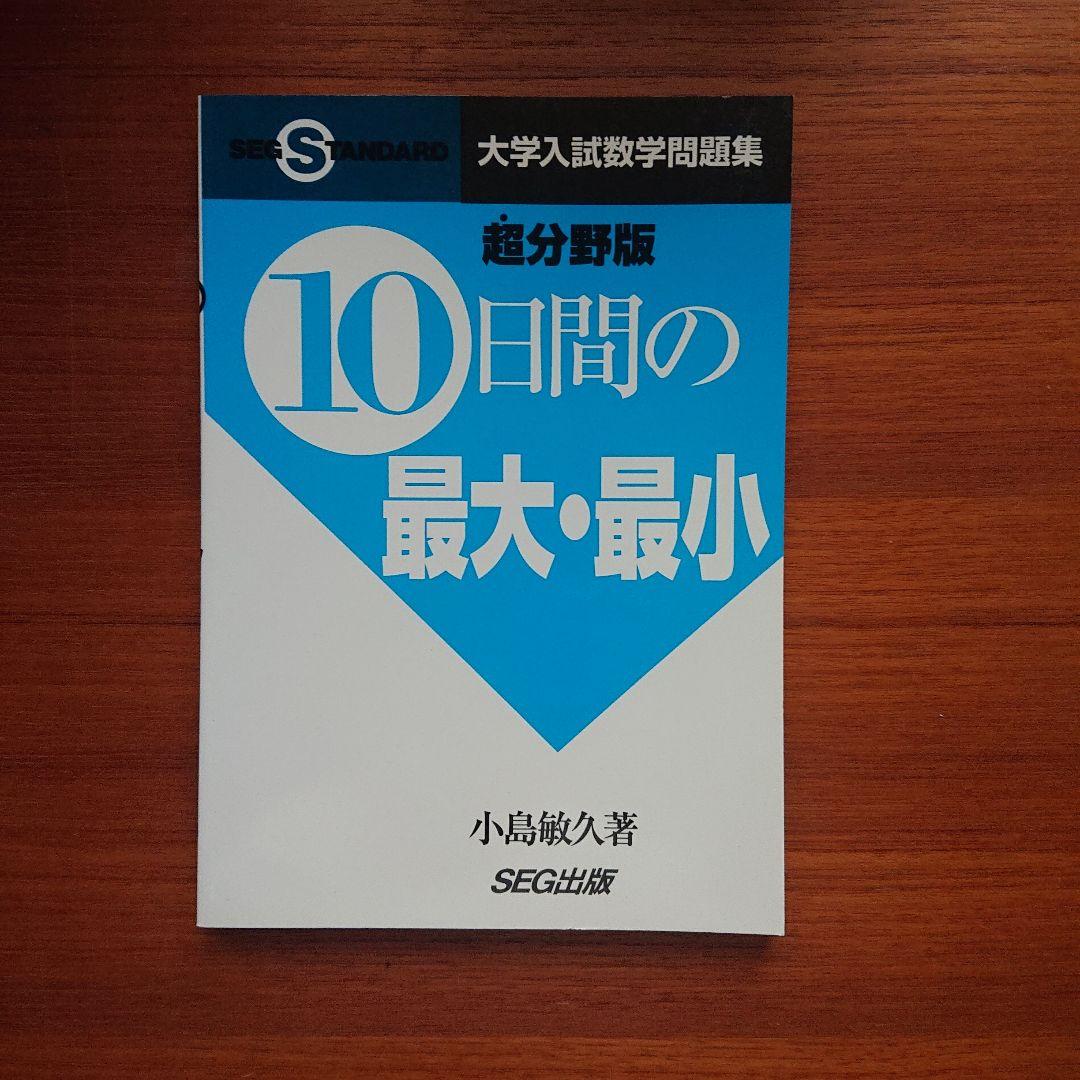 SEG STANDARD
大学入試数学問題集
超分野版
10日間の
最大・最小
小島敏久著
SEG出版